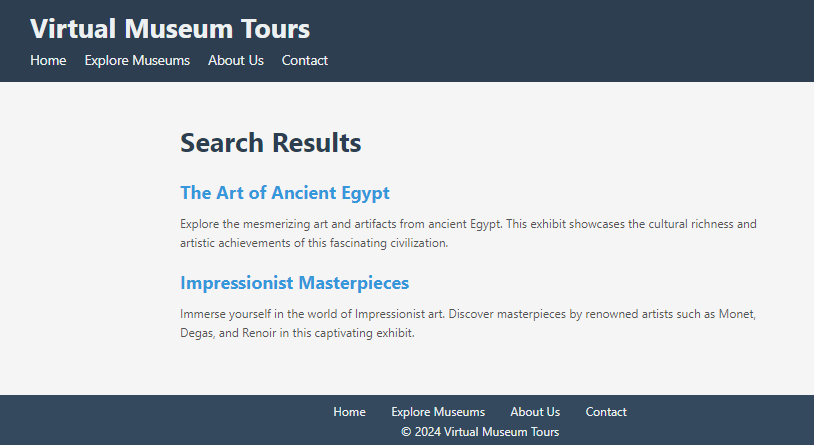 Virtual Museum Tours
Home Explore Museums About Us Contact
Search Results
The Art of Ancient Egypt
Explore the mesmerizing art and artifacts from ancient Egypt. This exhibit showcases the cultural richness and
artistic achievements of this fascinating civilization.
Impressionist Masterpieces
Immerse yourself in the world of Impressionist art. Discover masterpieces by renowned artists such as Monet,
Degas, and Renoir in this captivating exhibit.
Home Explore Museums About Us Contact
© 2024 Virtual Museum Tours